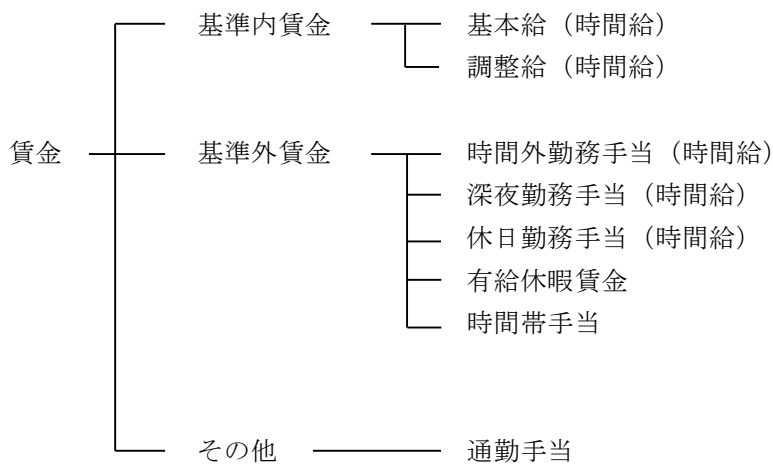 基準内賃金 基本給（時間給）
調整給（時間給）
賃金 基準外賃金 時間外勤務手当（時間給）
深夜勤務手当（時間給）
休日勤務手当（時間給）
有給休暇賃金
時間帯手当
その他 通勤手当